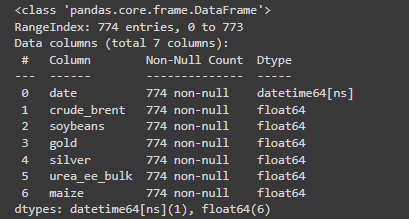 <class 'pandas.core.frame.DataFrame'>
RangeIndex: 774 entries, 0 to 773
Data columns (total 7 columns):
 #   Column       Non-Null Count  Dtype
---  ------       --------------  -----
 0   date         774 non-null    datetime64[ns]
 1   crude_brent  774 non-null    float64
 2   soybeans     774 non-null    float64
 3   gold         774 non-null    float64
 4   silver       774 non-null    float64
 5   urea_ee_bulk 774 non-null    float64
 6   maize        774 non-null    float64
dtypes: datetime64[ns](1), float64(6)